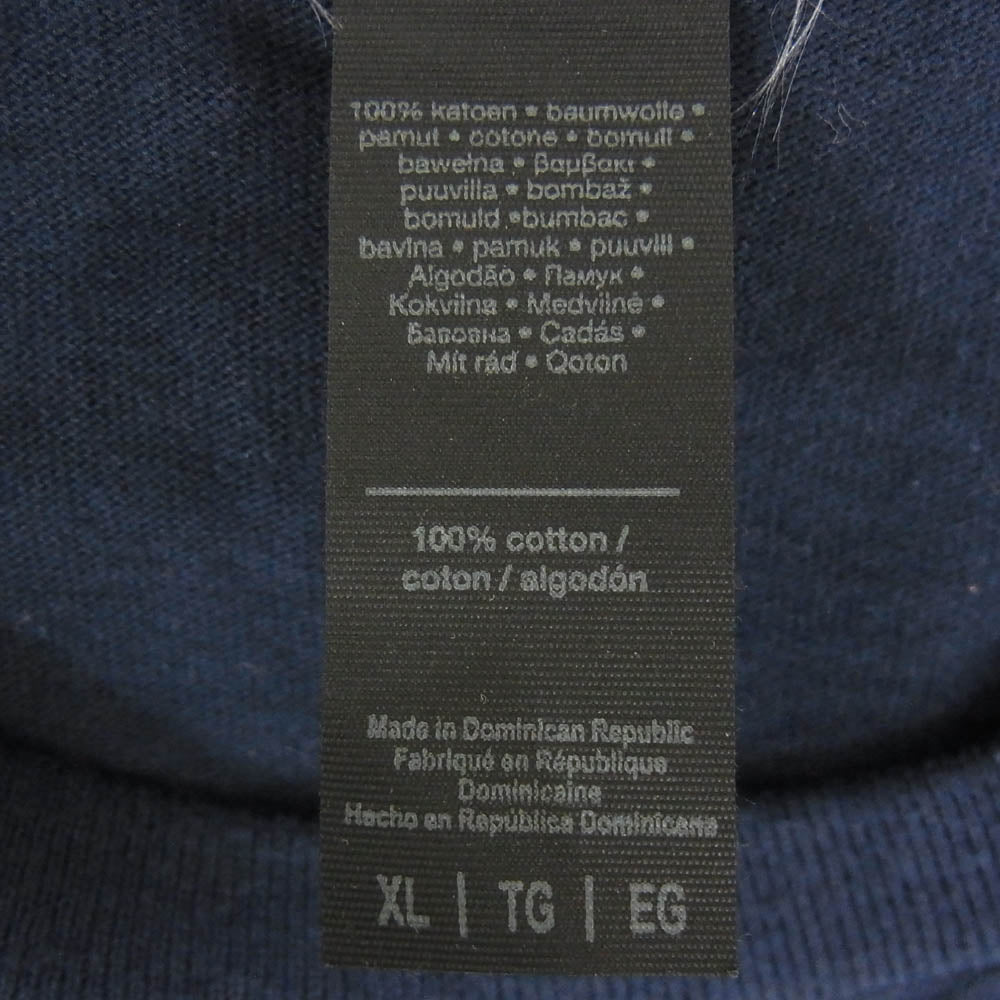 100% katoen • baumwolle •
pamut • cotone • bomull •
bawełna • βαμβακι •
puuvilla • bombaž •
bomuld •bumbac •
bavlna • pamuk • puuvill •
Algodão • Памук •
Kokvilna • Medvilnė •
Бавовна • Cadás •
Mít rád • Qoton
100% cotton /
coton / algodón
Made in Dominican Republic
Fabriqué en République
Dominicaine
Hecho en República Dominicana
XL | TG | EG